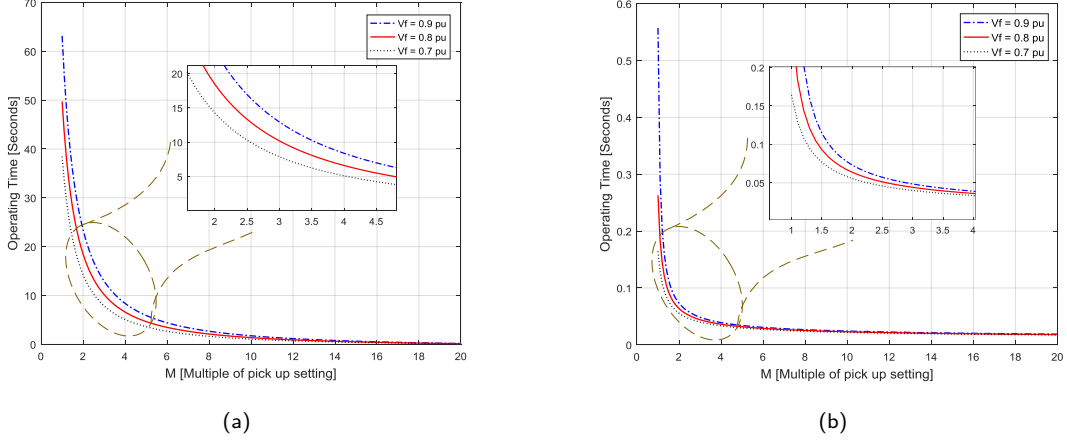 70
60
50
40
30
20
10
0
Operating Time [Seconds]
Vf = 0.9 pu
Vf = 0.8 pu
Vf = 0.7 pu
20
15
10
5
2 2.5 3 3.5 4 4.5
0 2 4 6 8 10 12 14 16 18 20
M [Multiple of pick up setting]
(a)
0.6
0.5
0.4
0.3
0.2
0.1
0
Operating Time [Seconds]
Vf = 0.9 pu
Vf = 0.8 pu
Vf = 0.7 pu
0.2
0.15
0.1
0.05
1 1.5 2 2.5 3 3.5 4
0 2 4 6 8 10 12 14 16 18 20
M [Multiple of pick up setting]
(b)